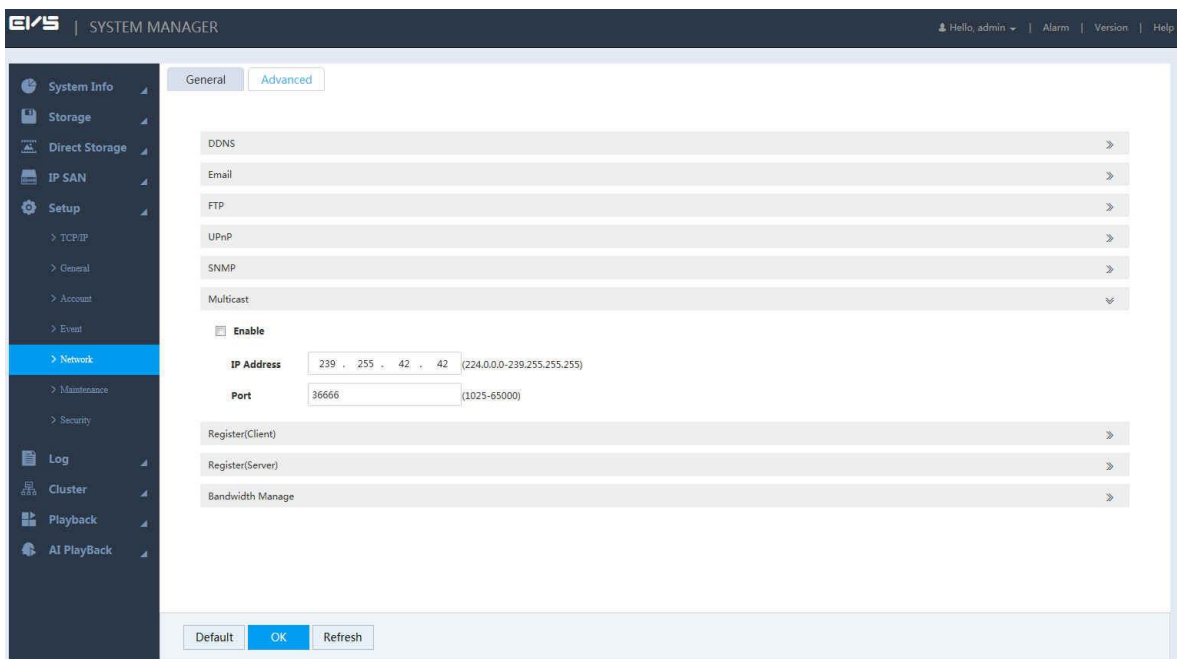 EVS | SYSTEM MANAGER
Hello, admin | Alarm | Version | Help
General Advanced
System Info
Storage
Direct Storage
IP SAN
Setup
> TCP/IP
> General
> Account
> Event
> Network
> Maintenance
> Security
Log
Cluster
Playback
AI PlayBack
DDNS
Email
FTP
UPnP
SNMP
Multicast
Enable
IP Address 239 . 255 . 42 . 42 (224.0.0.0-239.255.255.255)
Port 36666 (1025-65000)
Register(Client)
Register(Server)
Bandwidth Manage
Default OK Refresh